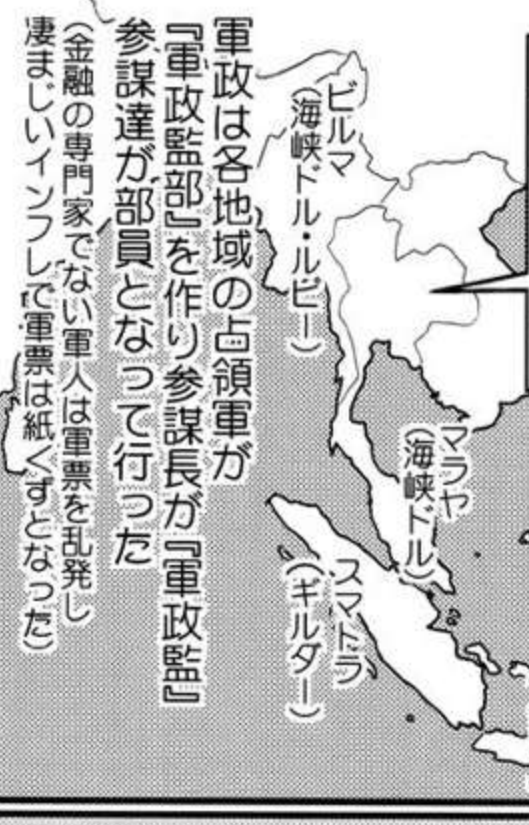 ビルマ
(海峡ドル・ルピー)
マラヤ
(海峡ドル)
スマトラ
(ギルダー)
軍政は各地域の占領軍が
『軍政監部』を作り参謀長が『軍政監』
参謀達が部員となって行った
(金融の専門家でない軍人は軍票を乱発し
凄まじいインフレで軍票は紙くずとなった)